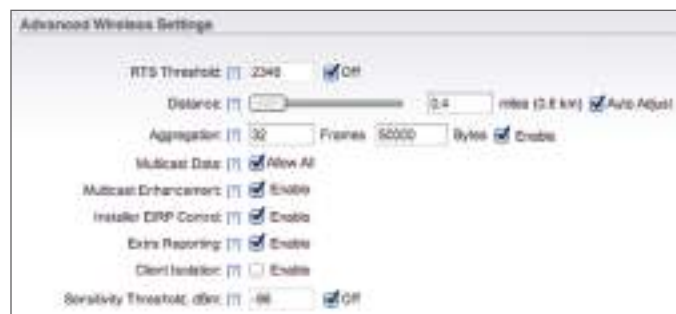 Advanced Wireless Settings
RTS Threshold: [?] 2346 Off
Distance: [?] 0.4 miles (0.6 km) Auto Adjust
Aggregation: [?] 32 Frames 50000 Bytes Enable
Multicast Data: [?] Allow All
Multicast Enhancement: [?] Enable
Installer EIRP Control: [?] Enable
Extra Reporting: [?] Enable
Client Isolation: [?] Enable
Sensitivity Threshold, dBm: [?] -96 Off